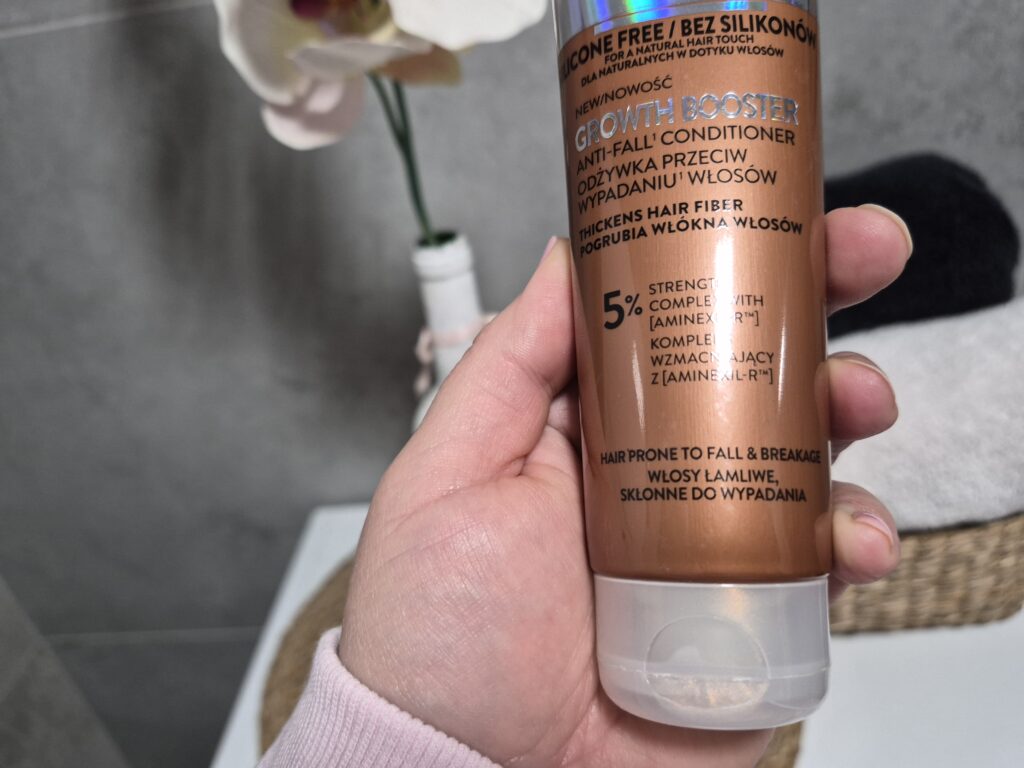 SILICONE FREE / BEZ SILIKONÓW
FOR A NATURAL HAIR TOUCH
DLA NATURALNYCH W DOTYKU WŁOSÓW
NEW/NOWOŚĆ
GROWTH BOOSTER
ANTI-FALL¹ CONDITIONER
ODŻYWKA PRZECIW
WYPADANIU¹ WŁOSÓW
THICKENS HAIR FIBER
POGRUBIA WŁÓKNA WŁOSÓW
5% STRENGTH
COMPLEX WITH
[AMINEXIL-R™]
KOMPLEKS
WZMACNIAJĄCY
Z [AMINEXIL-R™]
HAIR PRONE TO FALL & BREAKAGE
WŁOSY ŁAMLIWE,
SKŁONNE DO WYPADANIA